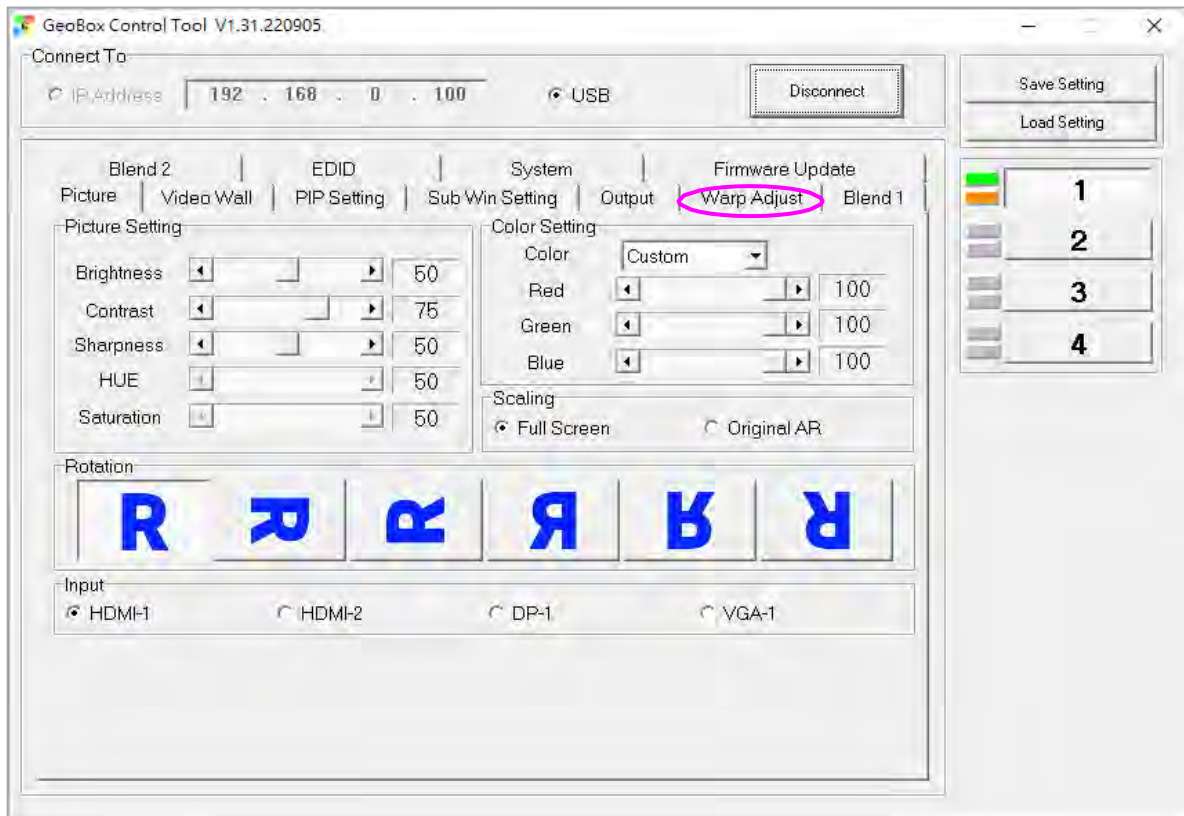 GeoBox Control Tool V1.31.220905
Connect To
IP Address 192 . 168 . 0 . 100 USB Disconnect
Save Setting
Load Setting
Blend 2 EDID System Firmware Update
Picture Video Wall PIP Setting Sub Win Setting Output Warp Adjust Blend 1
Picture Setting
Brightness 50
Contrast 75
Sharpness 50
HUE 50
Saturation 50
Color Setting
Color Custom
Red 100
Green 100
Blue 100
Scaling
Full Screen Original AR
Rotation
R R R R R R
Input
HDMI-1 HDMI-2 DP-1 VGA-1
1
2
3
4